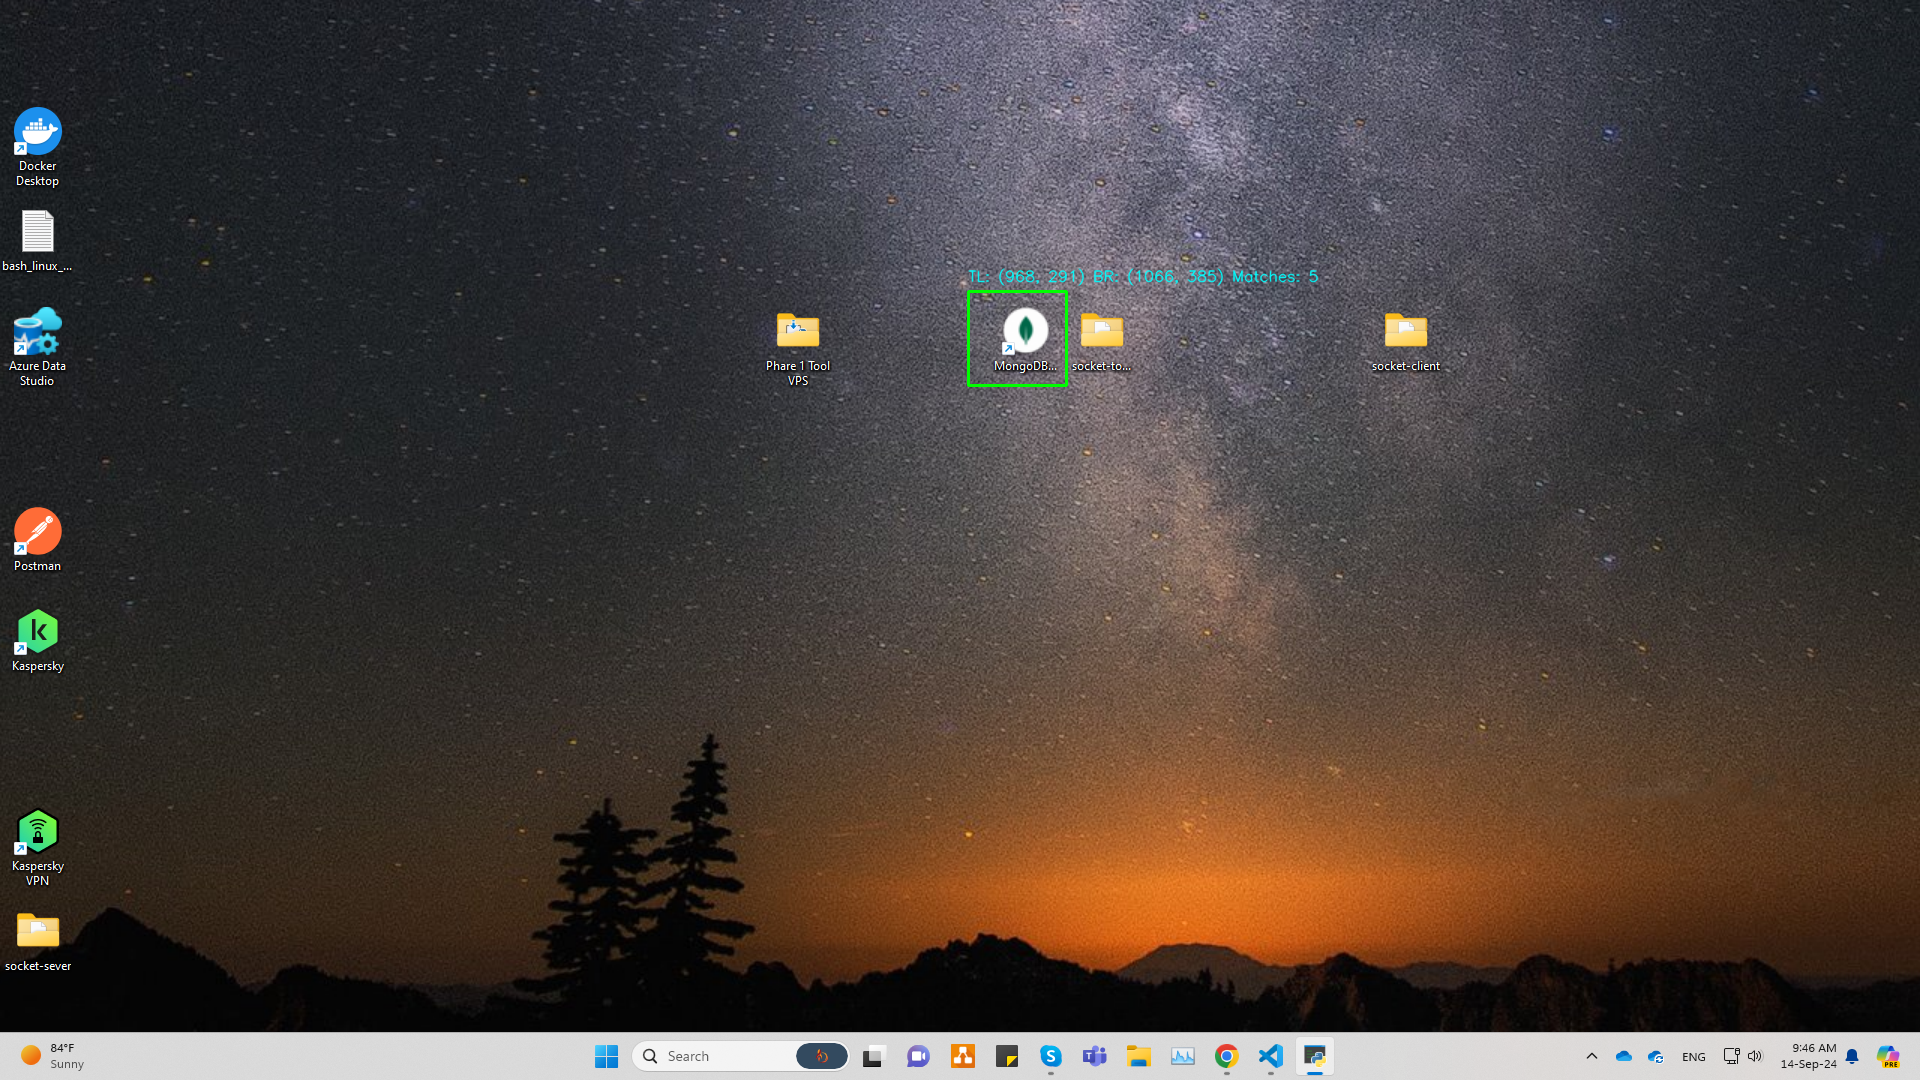 Docker
Desktop
bash_linux_...
Azure Data
Studio
Postman
Kaspersky
Kaspersky
VPN
socket-sever
TL: (968, 291) BR: (1066, 385) Matches: 5
Phare 1 Tool
VPS
MongoDB...
socket-to...
socket-client
84°F
Sunny
Search
ENG
9:46 AM
14-Sep-24
PRE